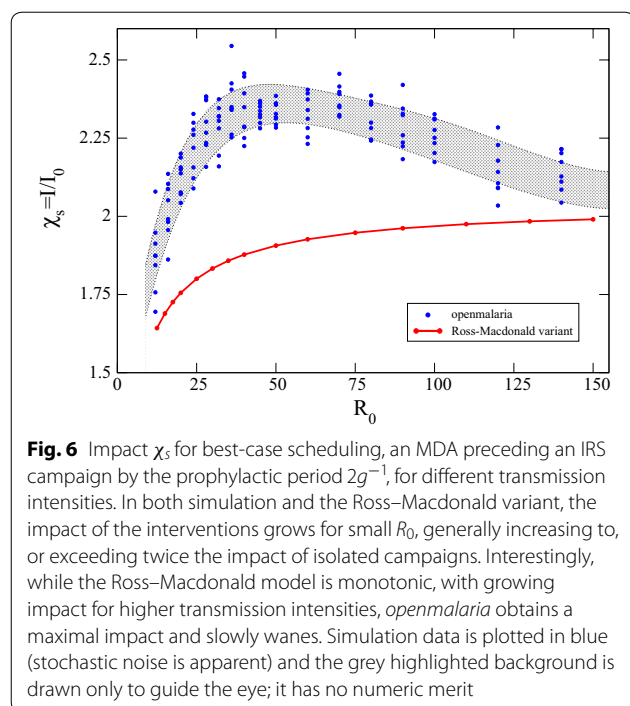 2.5
2.25
2
1.75
1.5
χs=I/I0
0 25 50 75 100 125 150
R0
openmalaria
Ross-Macdonald variant
Fig. 6 Impact χs for best-case scheduling, an MDA preceding an IRS
campaign by the prophylactic period 2g−1, for different transmission
intensities. In both simulation and the Ross–Macdonald variant, the
impact of the interventions grows for small R0, generally increasing to,
or exceeding twice the impact of isolated campaigns. Interestingly,
while the Ross–Macdonald model is monotonic, with growing
impact for higher transmission intensities, openmalaria obtains a
maximal impact and slowly wanes. Simulation data is plotted in blue
(stochastic noise is apparent) and the grey highlighted background is
drawn only to guide the eye; it has no numeric merit